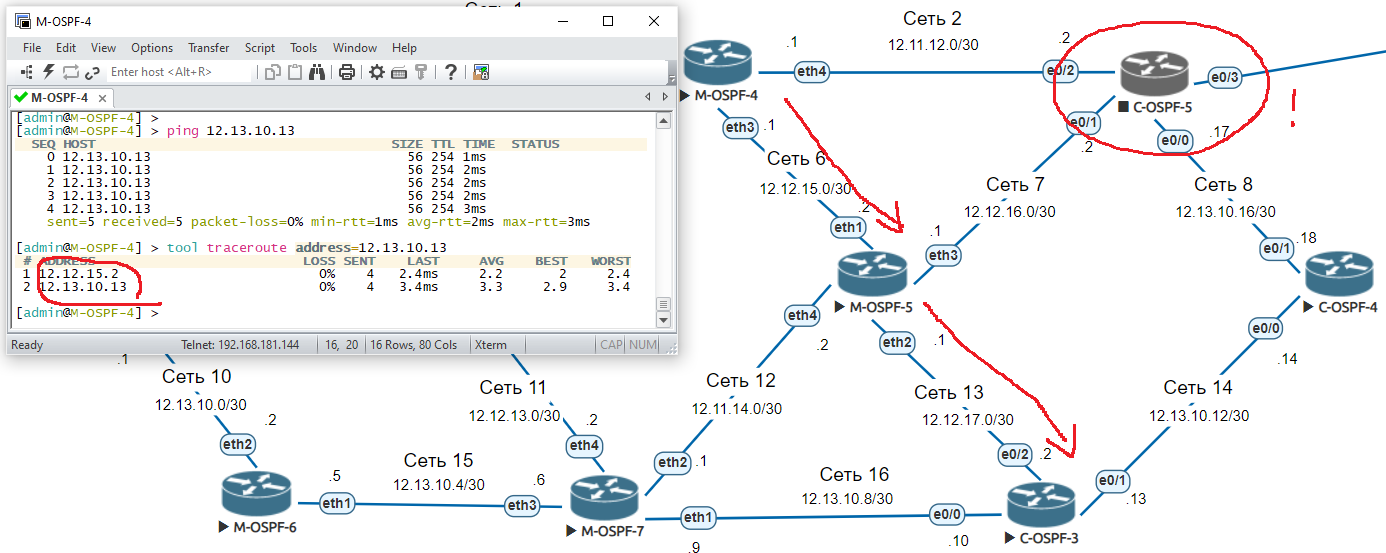 Сеть 1
M-OSPF-4
File Edit View Options Transfer Script Tools Window Help
Enter host <Alt+R>
M-OSPF-4
[admin@M-OSPF-4] >
[admin@M-OSPF-4] > ping 12.13.10.13
SEQ HOST SIZE TTL TIME STATUS
0 12.13.10.13 56 254 1ms
1 12.13.10.13 56 254 2ms
2 12.13.10.13 56 254 2ms
3 12.13.10.13 56 254 2ms
4 12.13.10.13 56 254 3ms
sent=5 received=5 packet-loss=0% min-rtt=1ms avg-rtt=2ms max-rtt=3ms
[admin@M-OSPF-4] > tool traceroute address=12.13.10.13
# ADDRESS LOSS SENT LAST AVG BEST WORST
1 12.12.15.2 0% 4 2.4ms 2.2 2 2.4
2 12.13.10.13 0% 4 3.4ms 3.3 2.9 3.4
[admin@M-OSPF-4] >
Ready Telnet: 192.168.181.144 16, 20 16 Rows, 80 Cols Xterm CAP NUM
Сеть 2
12.11.12.0/30
.1
.2
eth4
e0/2
e0/3
M-OSPF-4
C-OSPF-5
!
eth3
.1
e0/1
.2
e0/0
.17
Сеть 6
12.12.15.0/30
Сеть 7
12.12.16.0/30
Сеть 8
12.13.10.16/30
.2
eth1
.1
eth3
.18
e0/1
M-OSPF-5
C-OSPF-4
eth4
.2
eth2
.1
e0/0
.14
.1
Сеть 10
12.13.10.0/30
Сеть 11
12.12.13.0/30
Сеть 12
12.11.14.0/30
Сеть 13
12.12.17.0/30
Сеть 14
12.13.10.12/30
.2
eth2
.2
eth4
eth2
.1
e0/2
.2
Сеть 15
12.13.10.4/30
Сеть 16
12.13.10.8/30
.5
eth1
.6
eth3
e0/1
.13
M-OSPF-6
M-OSPF-7
eth1
.9
e0/0
.10
C-OSPF-3